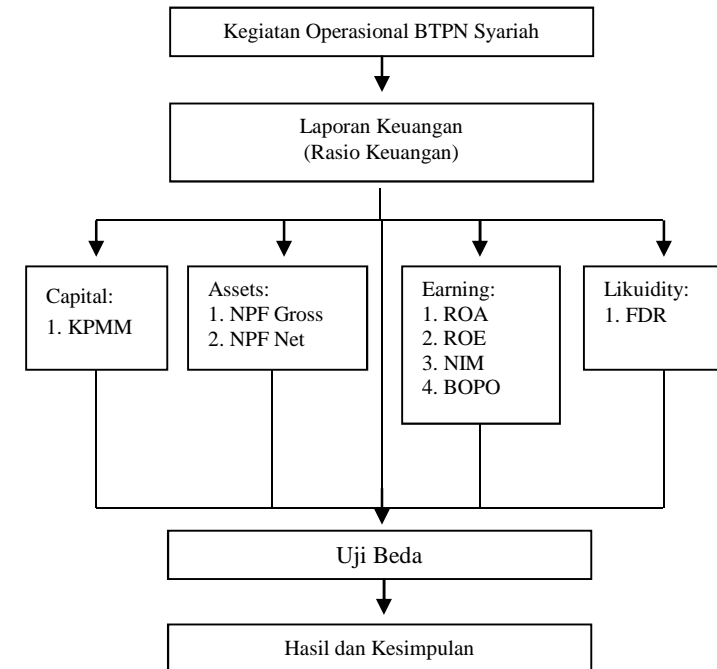 Kegiatan Operasional BTPN Syariah
Laporan Keuangan
(Rasio Keuangan)
Capital:
1. KPMM
Assets:
1. NPF Gross
2. NPF Net
Earning:
1. ROA
2. ROE
3. NIM
4. BOPO
Likuidity:
1. FDR
Uji Beda
Hasil dan Kesimpulan